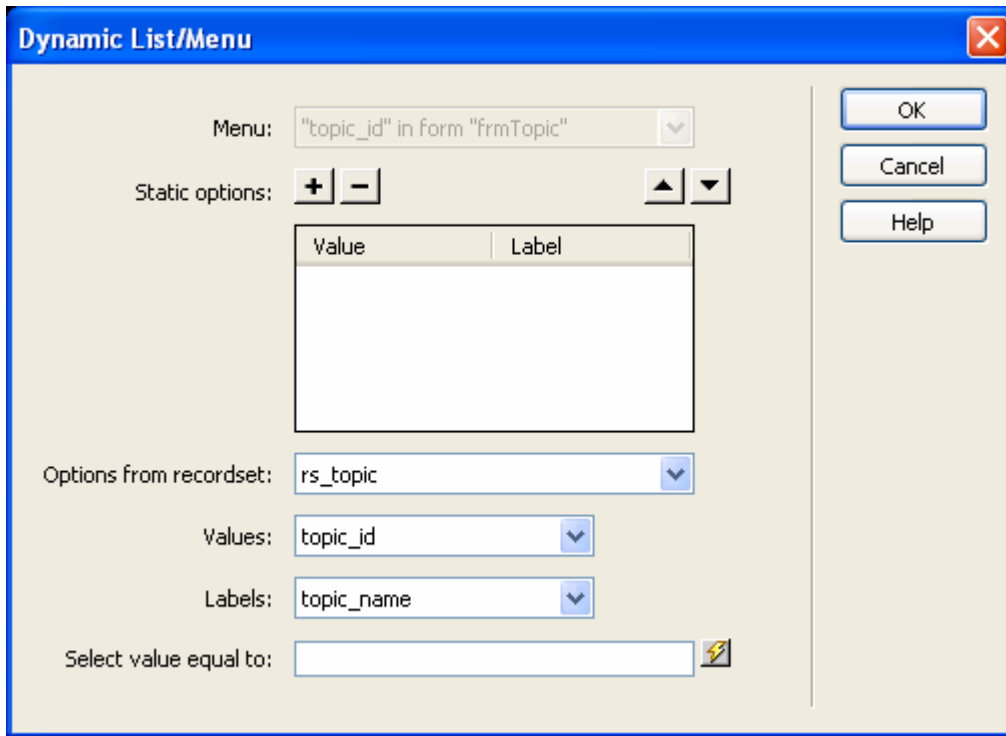 Dynamic List/Menu
Menu: "topic_id" in form "frmTopic"
Static options:
Value Label
Options from recordset: rs_topic
Values: topic_id
Labels: topic_name
Select value equal to:
OK
Cancel
Help